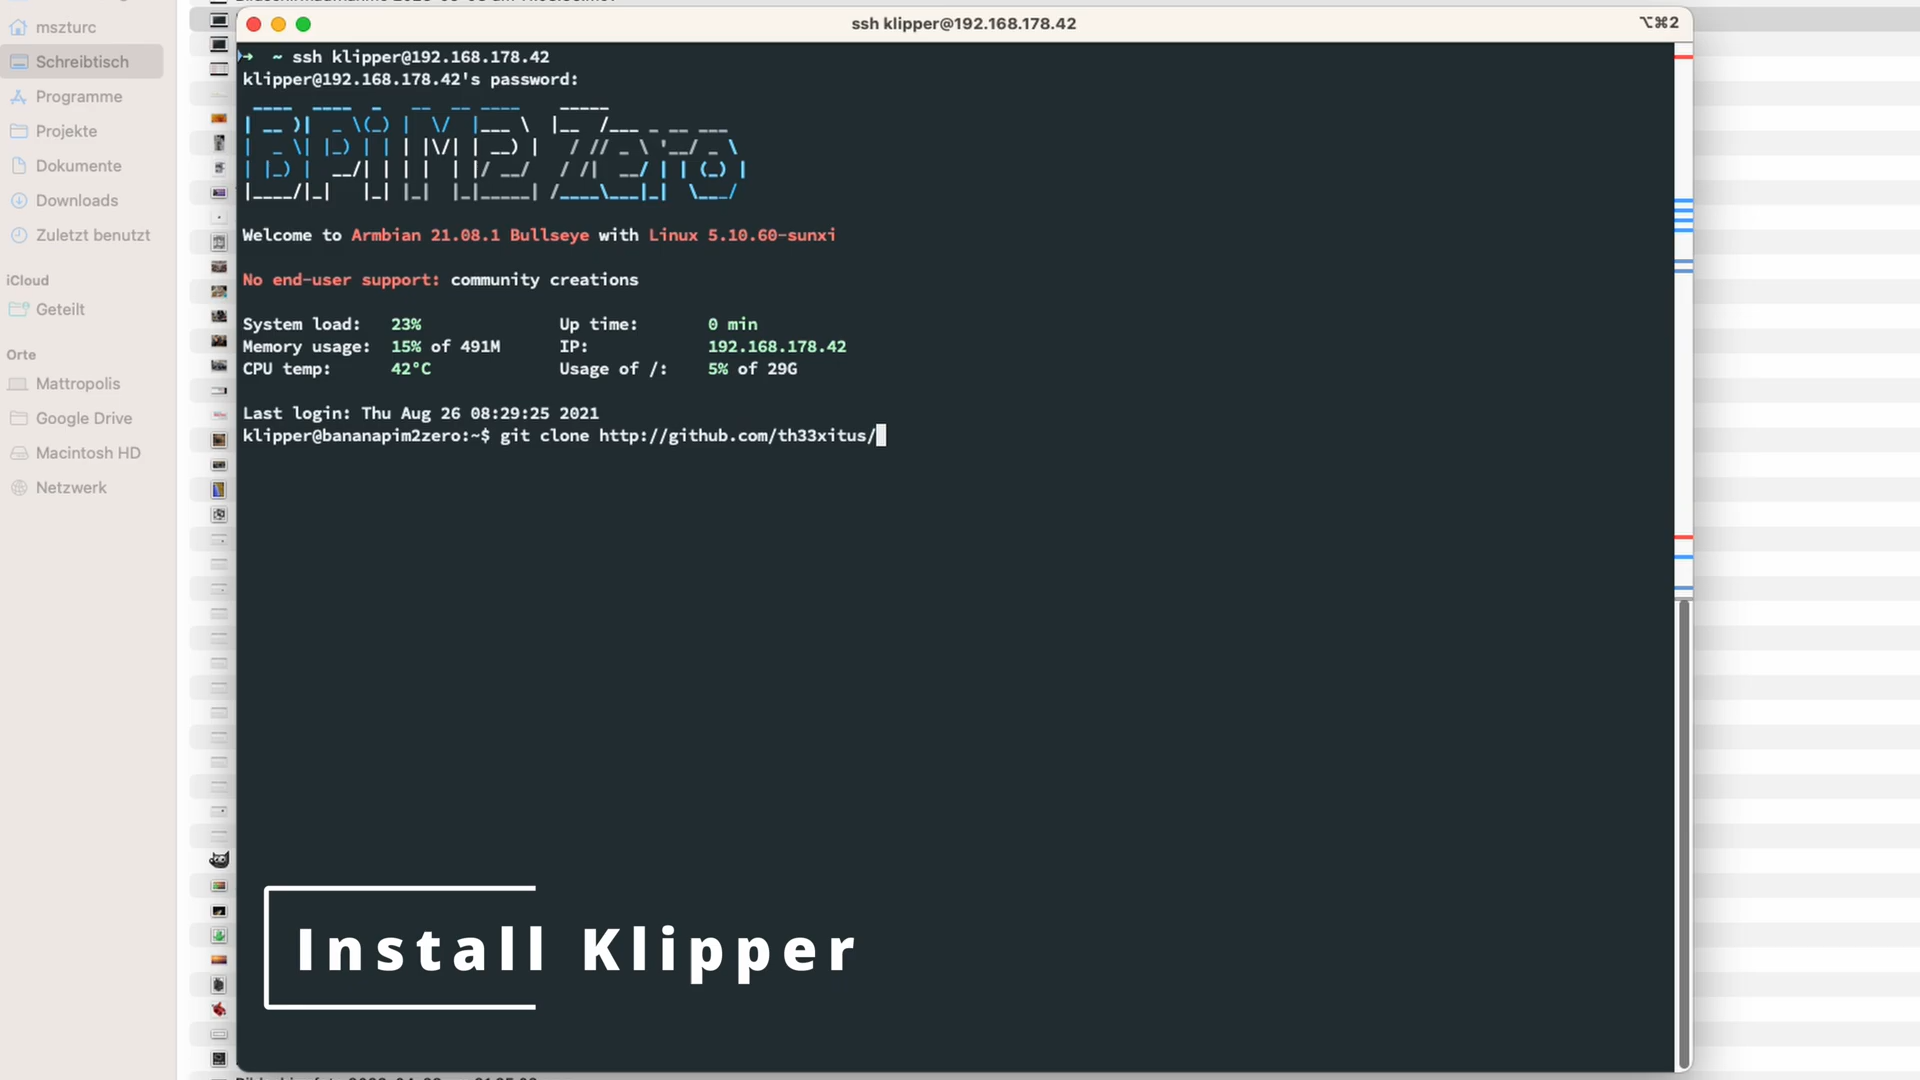 ssh klipper@192.168.178.42
⌥⌘2
mszturc
Schreibtisch
Programme
Projekte
Dokumente
Downloads
Zuletzt benutzt
iCloud
Geteilt
Orte
Mattropolis
Google Drive
Macintosh HD
Netzwerk
➜ ~ ssh klipper@192.168.178.42
klipper@192.168.178.42's password:
BPi M2 Zero
Welcome to Armbian 21.08.1 Bullseye with Linux 5.10.60-sunxi
No end-user support: community creations
System load: 23% Up time: 0 min
Memory usage: 15% of 491M IP: 192.168.178.42
CPU temp: 42°C Usage of /: 5% of 29G
Last login: Thu Aug 26 08:29:25 2021
klipper@bananapim2zero:~$ git clone http://github.com/th33xitus/
Install Klipper